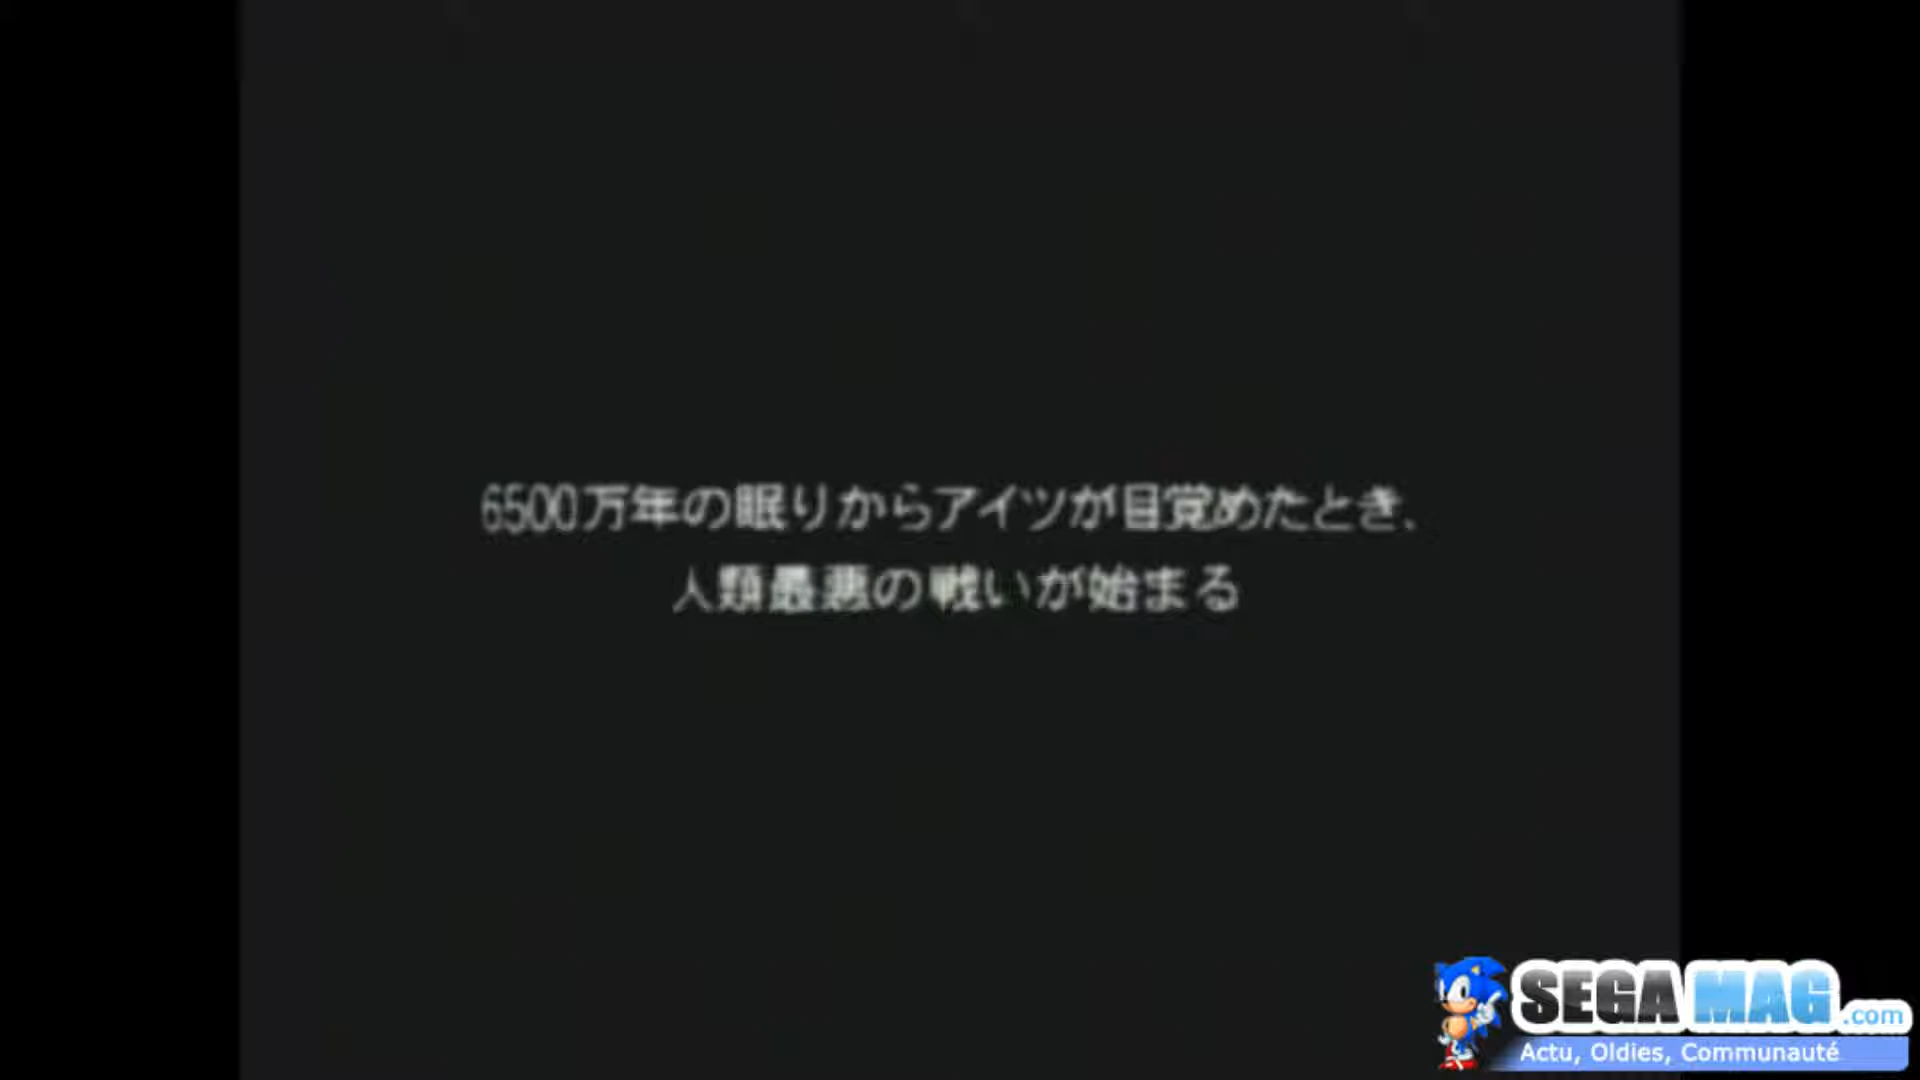 6500万年の眠りからアイツが目覚めたとき、
人類最悪の戦いが始まる
SEGA MAG.com
Actu, Oldies, Communauté